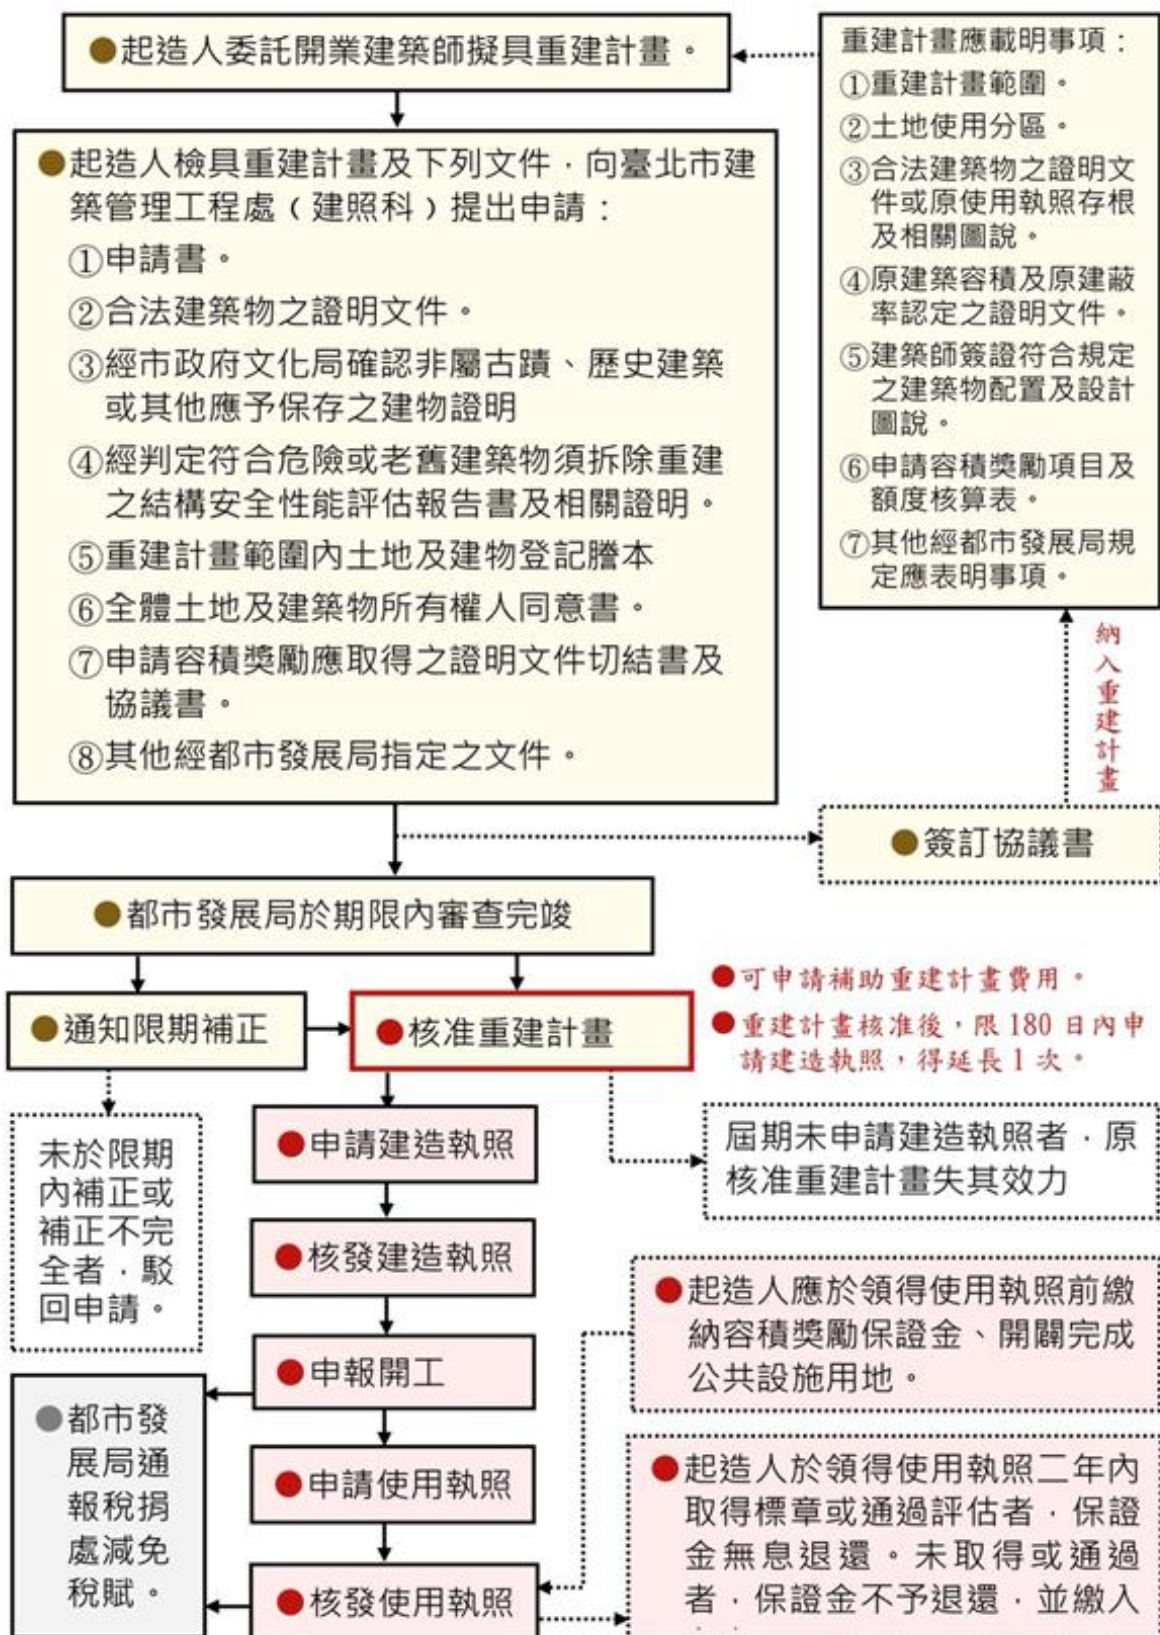 ●起造人委託開業建築師擬具重建計畫。
重建計畫應載明事項：
①重建計畫範圍。
②土地使用分區。
③合法建築物之證明文
件或原使用執照存根
及相關圖說。
④原建築容積及原建蔽
率認定之證明文件。
⑤建築師簽證符合規定
之建築物配置及設計
圖說。
⑥申請容積獎勵項目及
額度核算表。
⑦其他經都市發展局規
定應表明事項。
●起造人檢具重建計畫及下列文件，向臺北市建
築管理工程處（建照科）提出申請：
①申請書。
②合法建築物之證明文件。
③經市政府文化局確認非屬古蹟、歷史建築
或其他應予保存之建物證明
④經判定符合危險或老舊建築物須拆除重建
之結構安全性能評估報告書及相關證明。
⑤重建計畫範圍內土地及建物登記謄本
⑥全體土地及建築物所有權人同意書。
⑦申請容積獎勵應取得之證明文件切結書及
協議書。
⑧其他經都市發展局指定之文件。
納入重建計畫
●簽訂協議書
●都市發展局於期限內審查完竣
●通知限期補正
●核准重建計畫
●可申請補助重建計畫費用。
●重建計畫核准後，限180日內申
請建造執照，得延長1次。
未於限期
內補正或
補正不完
全者，駁
回申請。
●申請建造執照
屆期未申請建造執照者，原
核准重建計畫失其效力
●核發建造執照
●申報開工
●起造人應於領得使用執照前繳
納容積獎勵保證金、開闢完成
公共設施用地。
●都市發
展局通
報稅捐
處減免
稅賦。
●申請使用執照
●核發使用執照
●起造人於領得使用執照二年內
取得標章或通過評估者，保證
金無息退還。未取得或通過
者，保證金不予退還，並繳入